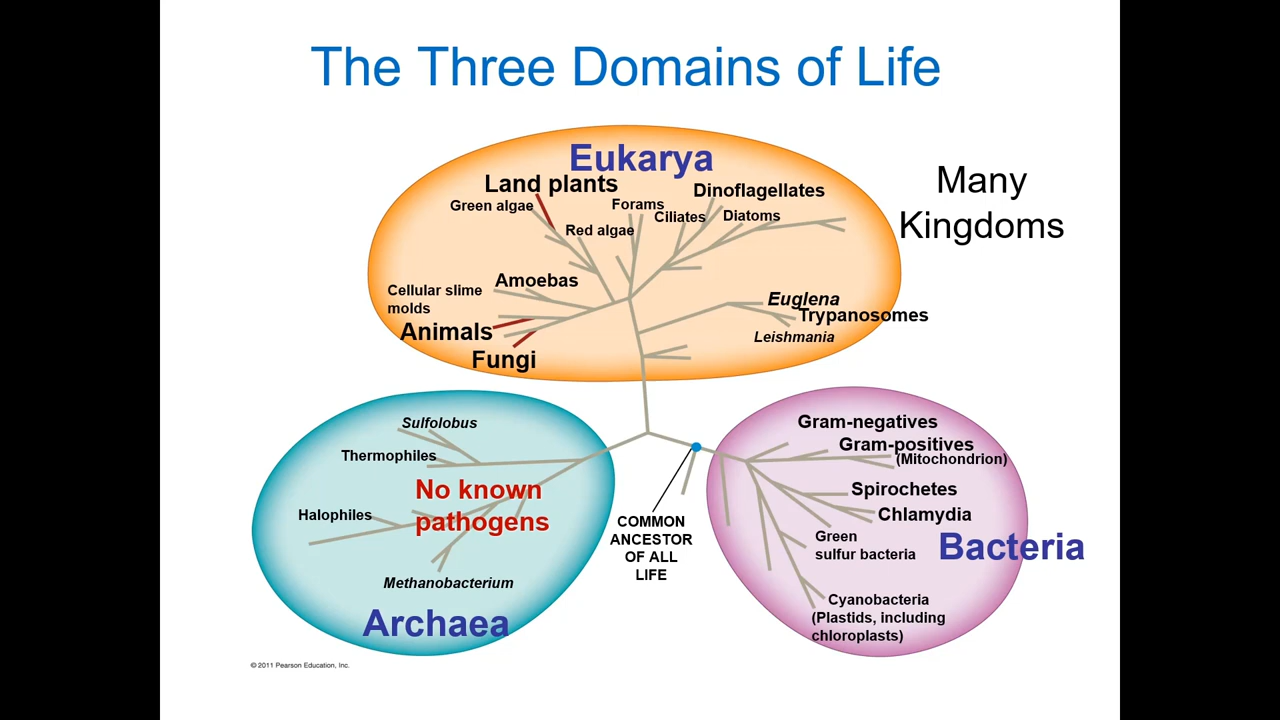 The Three Domains of Life
Eukarya
Land plants
Dinoflagellates
Green algae
Forams
Ciliates
Diatoms
Red algae
Many
Kingdoms
Amoebas
Cellular slime
molds
Animals
Fungi
Euglena
Trypanosomes
Leishmania
Sulfolobus
Thermophiles
No known
pathogens
Halophiles
Methanobacterium
Archaea
COMMON
ANCESTOR
OF ALL
LIFE
Gram-negatives
Gram-positives
(Mitochondrion)
Spirochetes
Chlamydia
Green
sulfur bacteria
Bacteria
Cyanobacteria
(Plastids, including
chloroplasts)
© 2011 Pearson Education, Inc.